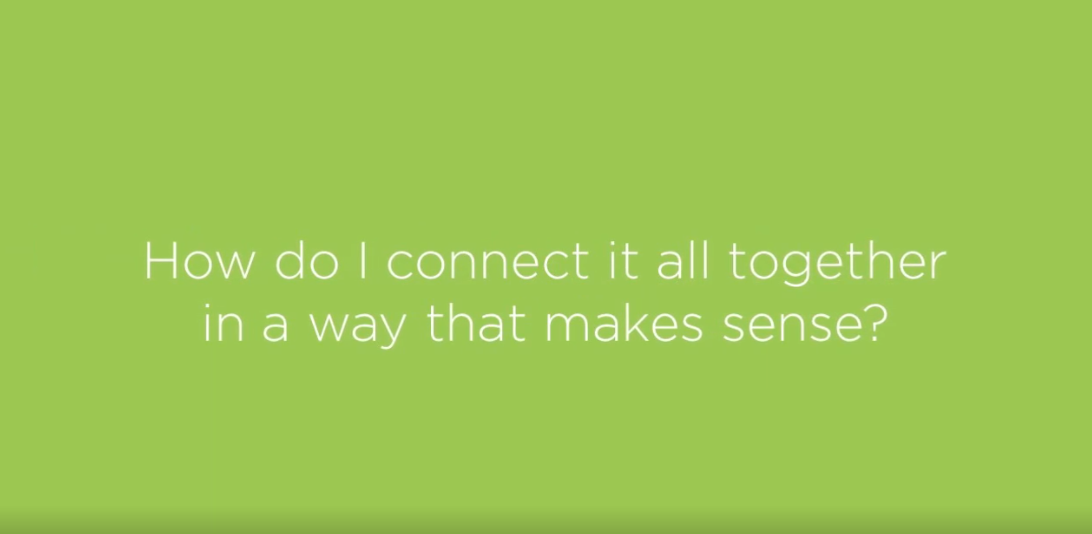 How do I connect it all together
in a way that makes sense?